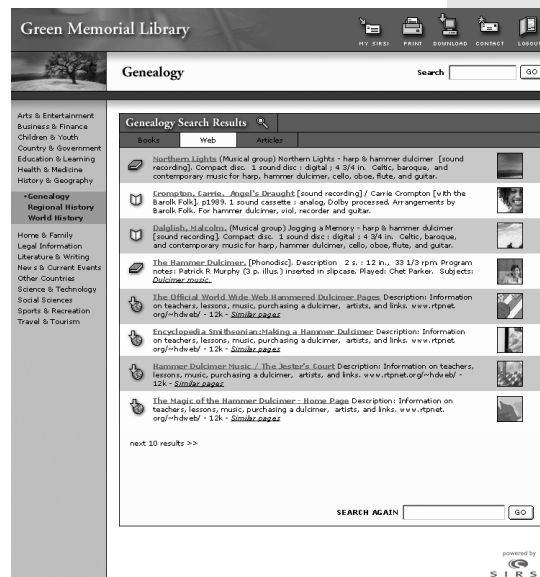 Green Memorial Library
MY SIRSI PRINT DOWNLOAD CONTACT LOGOUT
Genealogy
Search GO
Arts & Entertainment
Business & Finance
Children & Youth
Country & Government
Education & Learning
Health & Medicine
History & Geography
•Genealogy
Regional History
World History
Home & Family
Legal Information
Literature & Writing
News & Current Events
Other Countries
Science & Technology
Social Sciences
Sports & Recreation
Travel & Tourism
Genealogy Search Results
Books Web Articles
Northern Lights (Musical group) Northern Lights - harp & hammer dulcimer [sound
recording]. Compact disc. 1 sound disc : digital ; 4 3/4 in. Celtic, baroque, and
contemporary music for harp, hammer dulcimer, cello, oboe, flute, and guitar.
Crompton, Carrie. Angel's Draught [sound recording] / Carrie Crompton [with the
Barolk Folk]. p1989. 1 sound cassette : analog, Dolby processed. Arrangements by
Barolk Folk. For hammer dulcimer, viol, recorder and guitar.
Dalglish, Malcolm. (Musical group) Jogging a Memory - harp & hammer dulcimer
[sound recording]. Compact disc. 1 sound disc : digital ; 4 3/4 in. Celtic, baroque,
and contemporary music for harp, hammer dulcimer, cello, oboe, flute, and guitar.
The Hammer Dulcimer. [Phonodisc]. Description 2 s. : 12 in., 33 1/3 rpm. Program
notes: Patrick R Murphy (3 p. illus.) inserted in slipcase. Played: Chet Parker. Subjects:
Dulcimer music.
The Official World Wide Web Hammered Dulcimer Pages Description: Information
on teachers, lessons, music, purchasing a dulcimer, artists, and links. www.rtpnet.
org/~hdweb/ - 12k - Similar pages
Encyclopedia Smithsonian:Making a Hammer Dulcimer Description: Information
on teachers, lessons, music, purchasing a dulcimer, artists, and links. www.rtpnet.
org/~hdweb/ - 12k - Similar pages
Hammer Dulcimer Music / The Jester's Court Description: Information on teachers,
lessons, music, purchasing a dulcimer, artists, and links. www.rtpnet.org/~hdweb/ -
12k - Similar pages
The Magic of the Hammer Dulcimer - Home Page Description: Information on
teachers, lessons, music, purchasing a dulcimer, artists, and links. www.rtpnet.
org/~hdweb/ - 12k - Similar pages
next 10 results >>
SEARCH AGAIN GO
powered by
SIRS